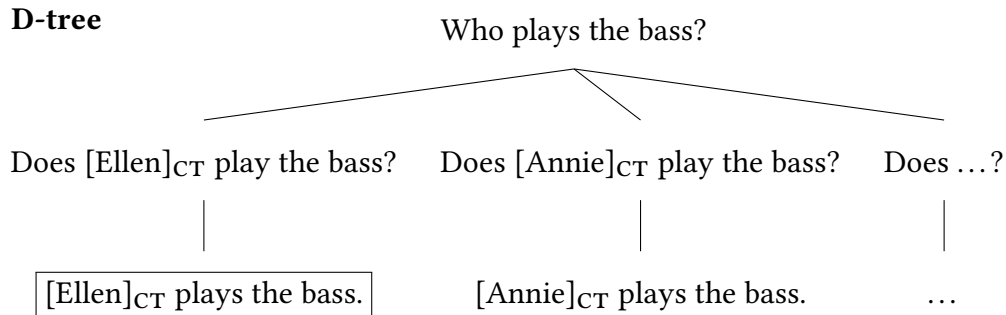 D-tree
Who plays the bass?
Does [Ellen]CT play the bass? Does [Annie]CT play the bass? Does …?
[Ellen]CT plays the bass. [Annie]CT plays the bass. …